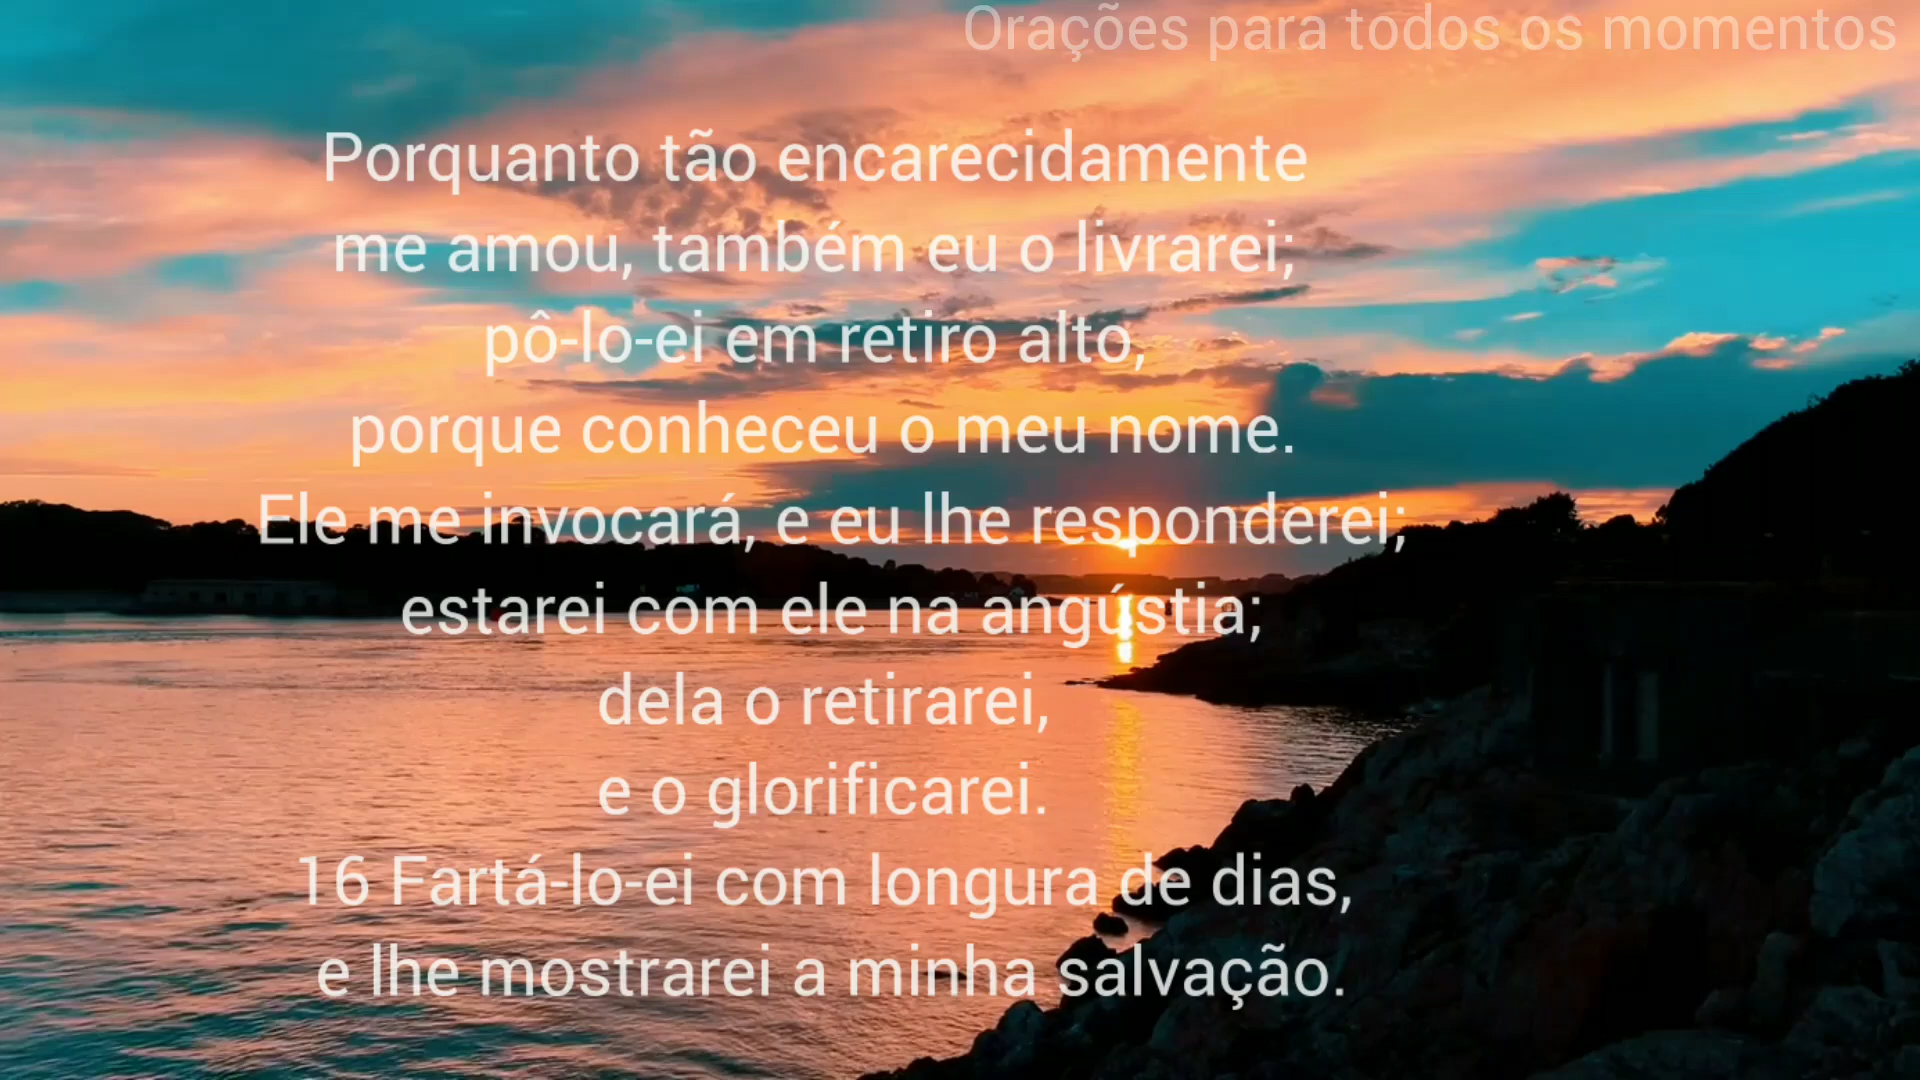 Orações para todos os momentos
Porquanto tão encarecidamente
me amou, também eu o livrarei;
pô-lo-ei em retiro alto,
porque conheceu o meu nome.
Ele me invocará, e eu lhe responderei;
estarei com ele na angústia;
dela o retirarei,
e o glorificarei.
16 Fartá-lo-ei com longura de dias,
e lhe mostrarei a minha salvação.